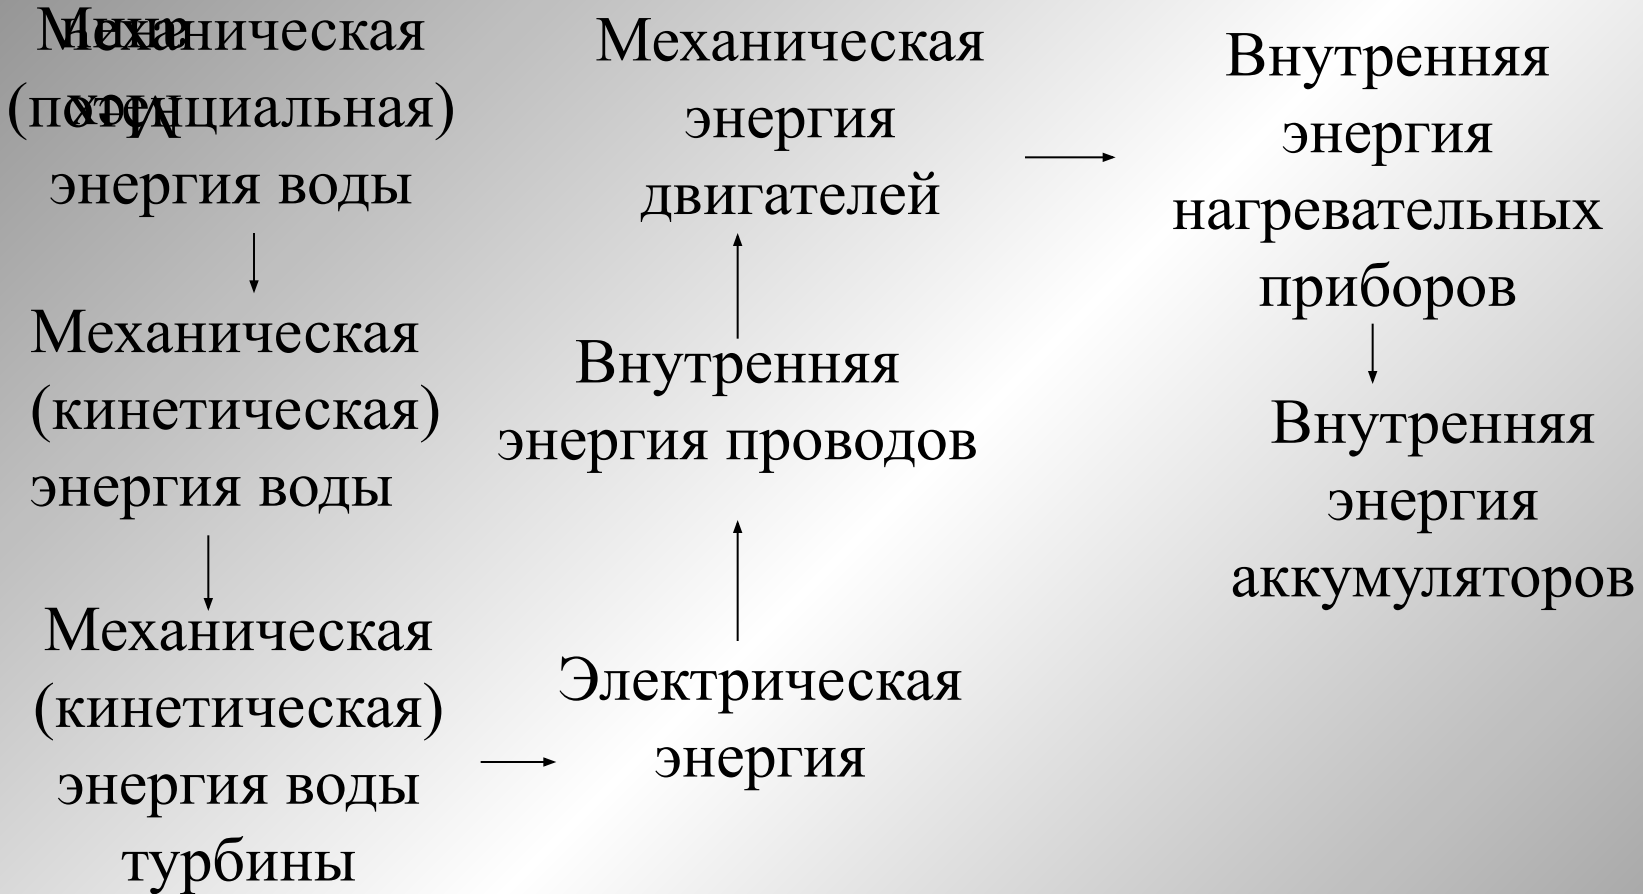 Механическая
(потенциальная)
энергия воды
Механическая
(кинетическая)
энергия воды
Механическая
(кинетическая)
энергия воды
турбины
Электрическая
энергия
Внутренняя
энергия проводов
Механическая
энергия
двигателей
Внутренняя
энергия
нагревательных
приборов
Внутренняя
энергия
аккумуляторов